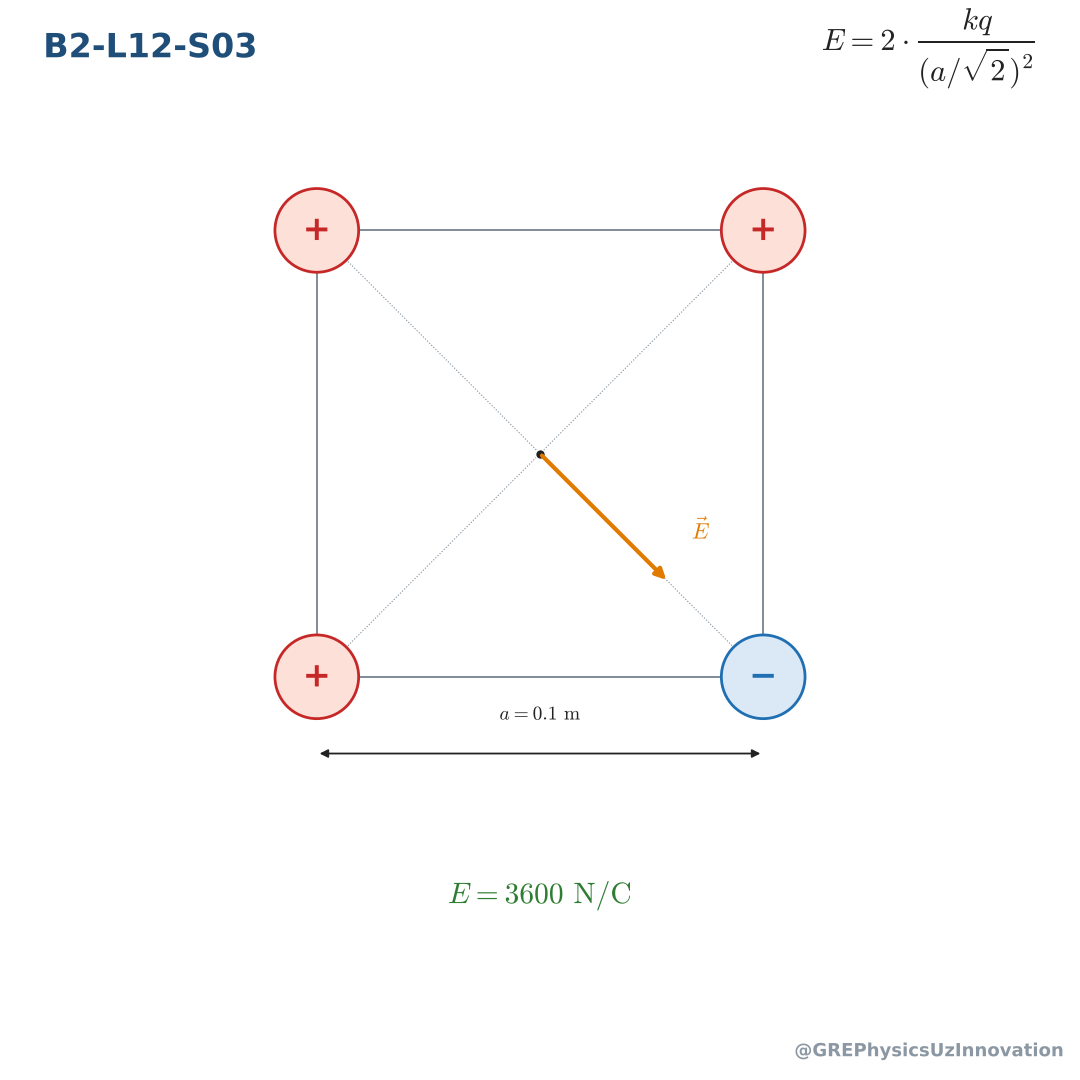 B2-L12-S03
E = 2 · kq / (a/√2)²
+ +
E⃗
+ −
a = 0.1 m
E = 3600 N/C
@GREPhysicsUzInnovation